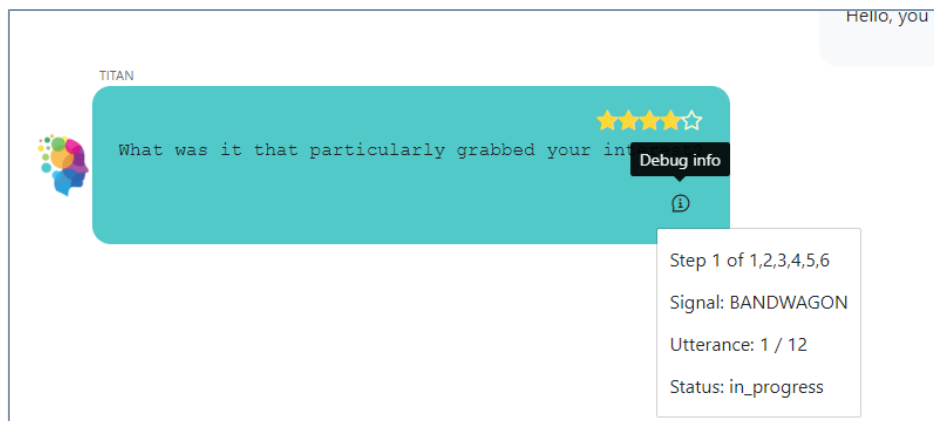 Hello, you
TITAN
What was it that particularly grabbed your
Debug info
Step 1 of 1,2,3,4,5,6
Signal: BANDWAGON
Utterance: 1 / 12
Status: in_progress